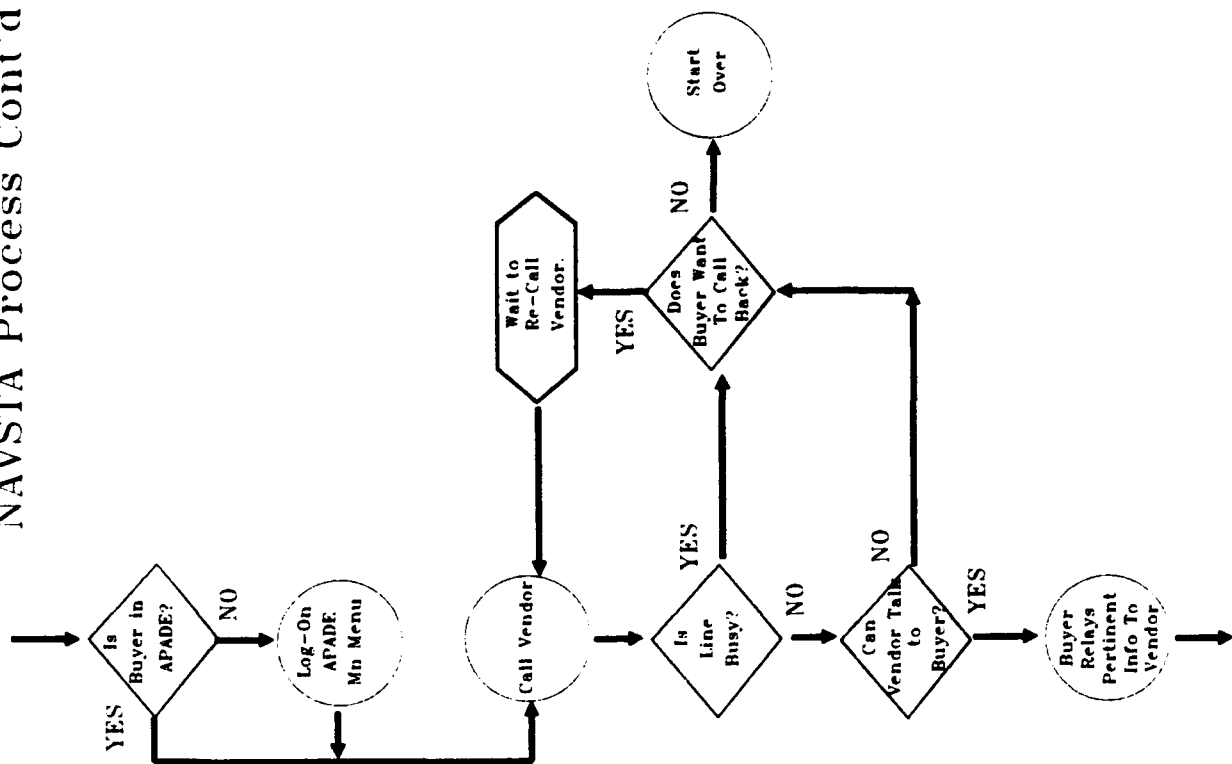 NAVSTA Process Cont'd
Is
Buyer in
APADE?
YES
NO
Log-On
APADE
Mn Menu
Call Vendor
Is
Line
Busy?
YES
NO
Can
Vendor Talk
to
Buyer?
NO
YES
Buyer
Relays
Pertinent
Info To
Vendor
Wait to
Re-Call
Vendor.
YES
Does
Buyer Want
To Call
Back?
NO
Start
Over